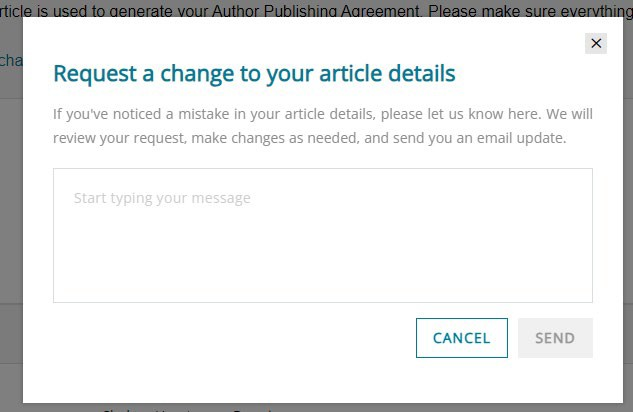 rticle is used to generate your Author Publishing Agreement. Please make sure everything
cha
Request a change to your article details
If you've noticed a mistake in your article details, please let us know here. We will
review your request, make changes as needed, and send you an email update.
Start typing your message
CANCEL SEND